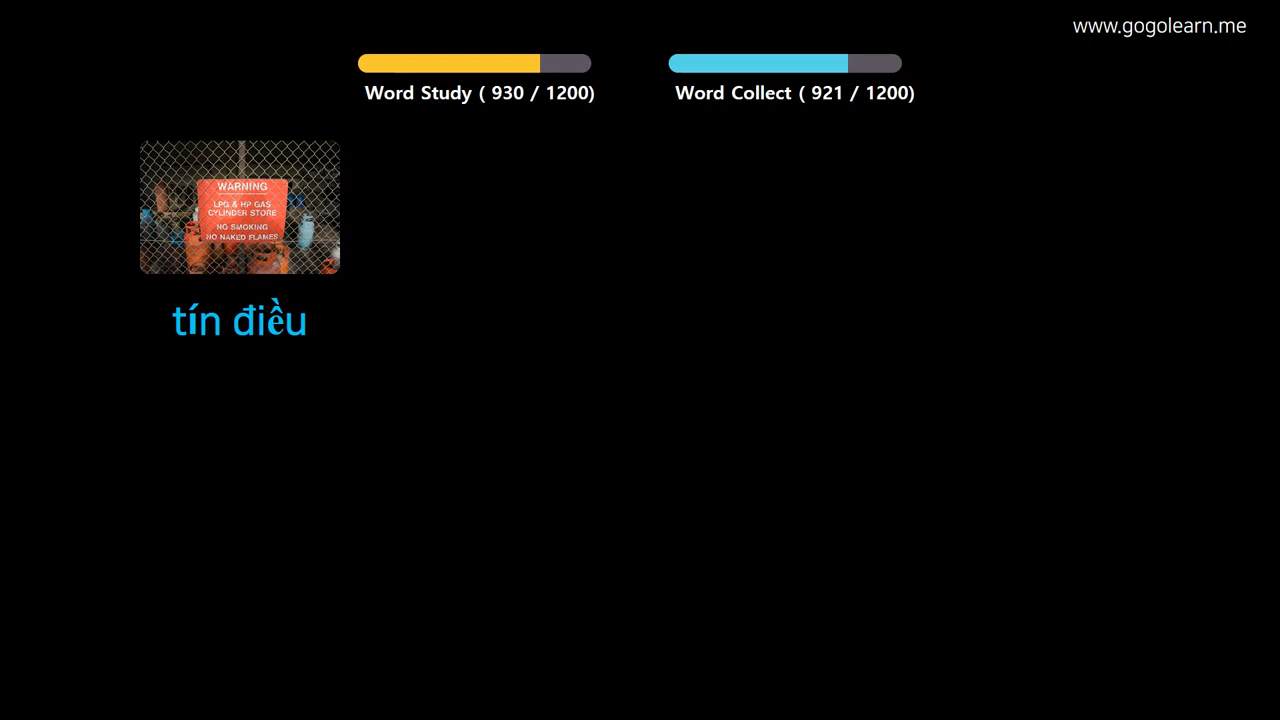 www.gogolearn.me
Word Study ( 930 / 1200)
Word Collect ( 921 / 1200)
WARNING
LPG & HP GAS
CYLINDER STORE
NO SMOKING
NO NAKED FLAMES
tín điều